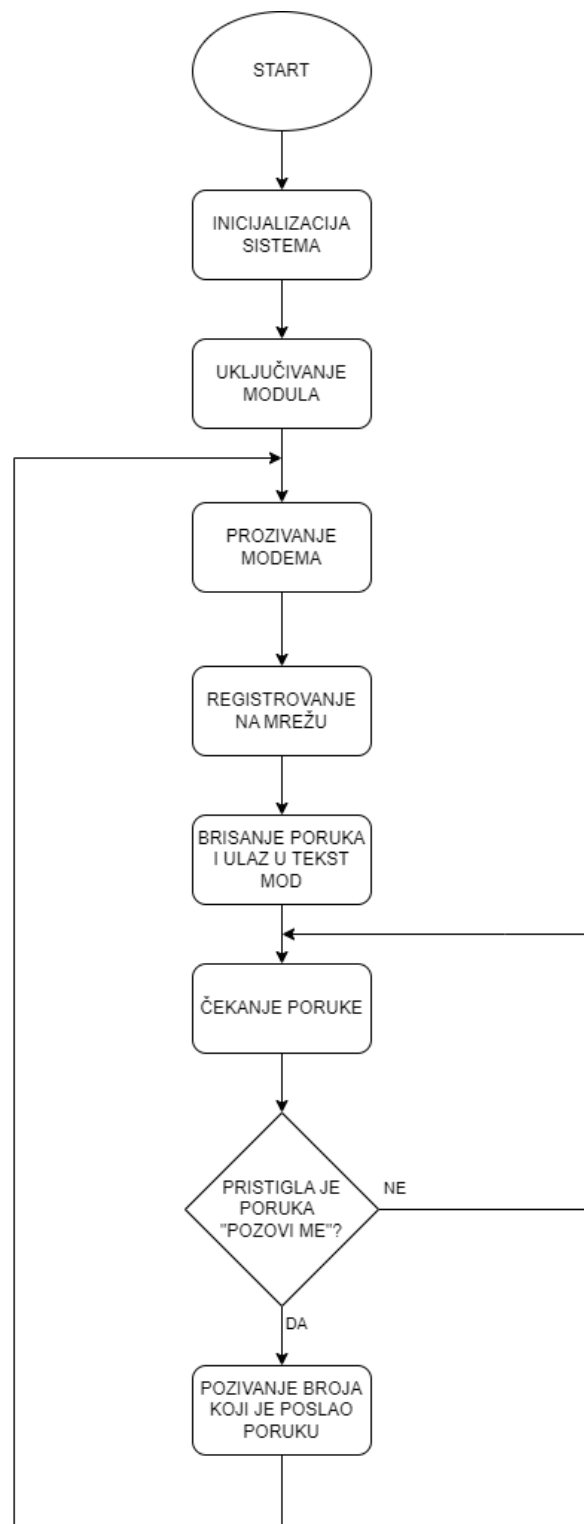 START
INICIJALIZACIJA
SISTEMA
UKLJUČIVANJE
MODULA
PROZIVANJE
MODEMA
REGISTROVANJE
NA MREŽU
BRISANJE PORUKA
I ULAZ U TEKST
MOD
ČEKANJE PORUKE
PRISTIGLA JE
PORUKA
"POZOVI ME"?
NE
DA
POZIVANJE BROJA
KOJI JE POSLAO
PORUKU